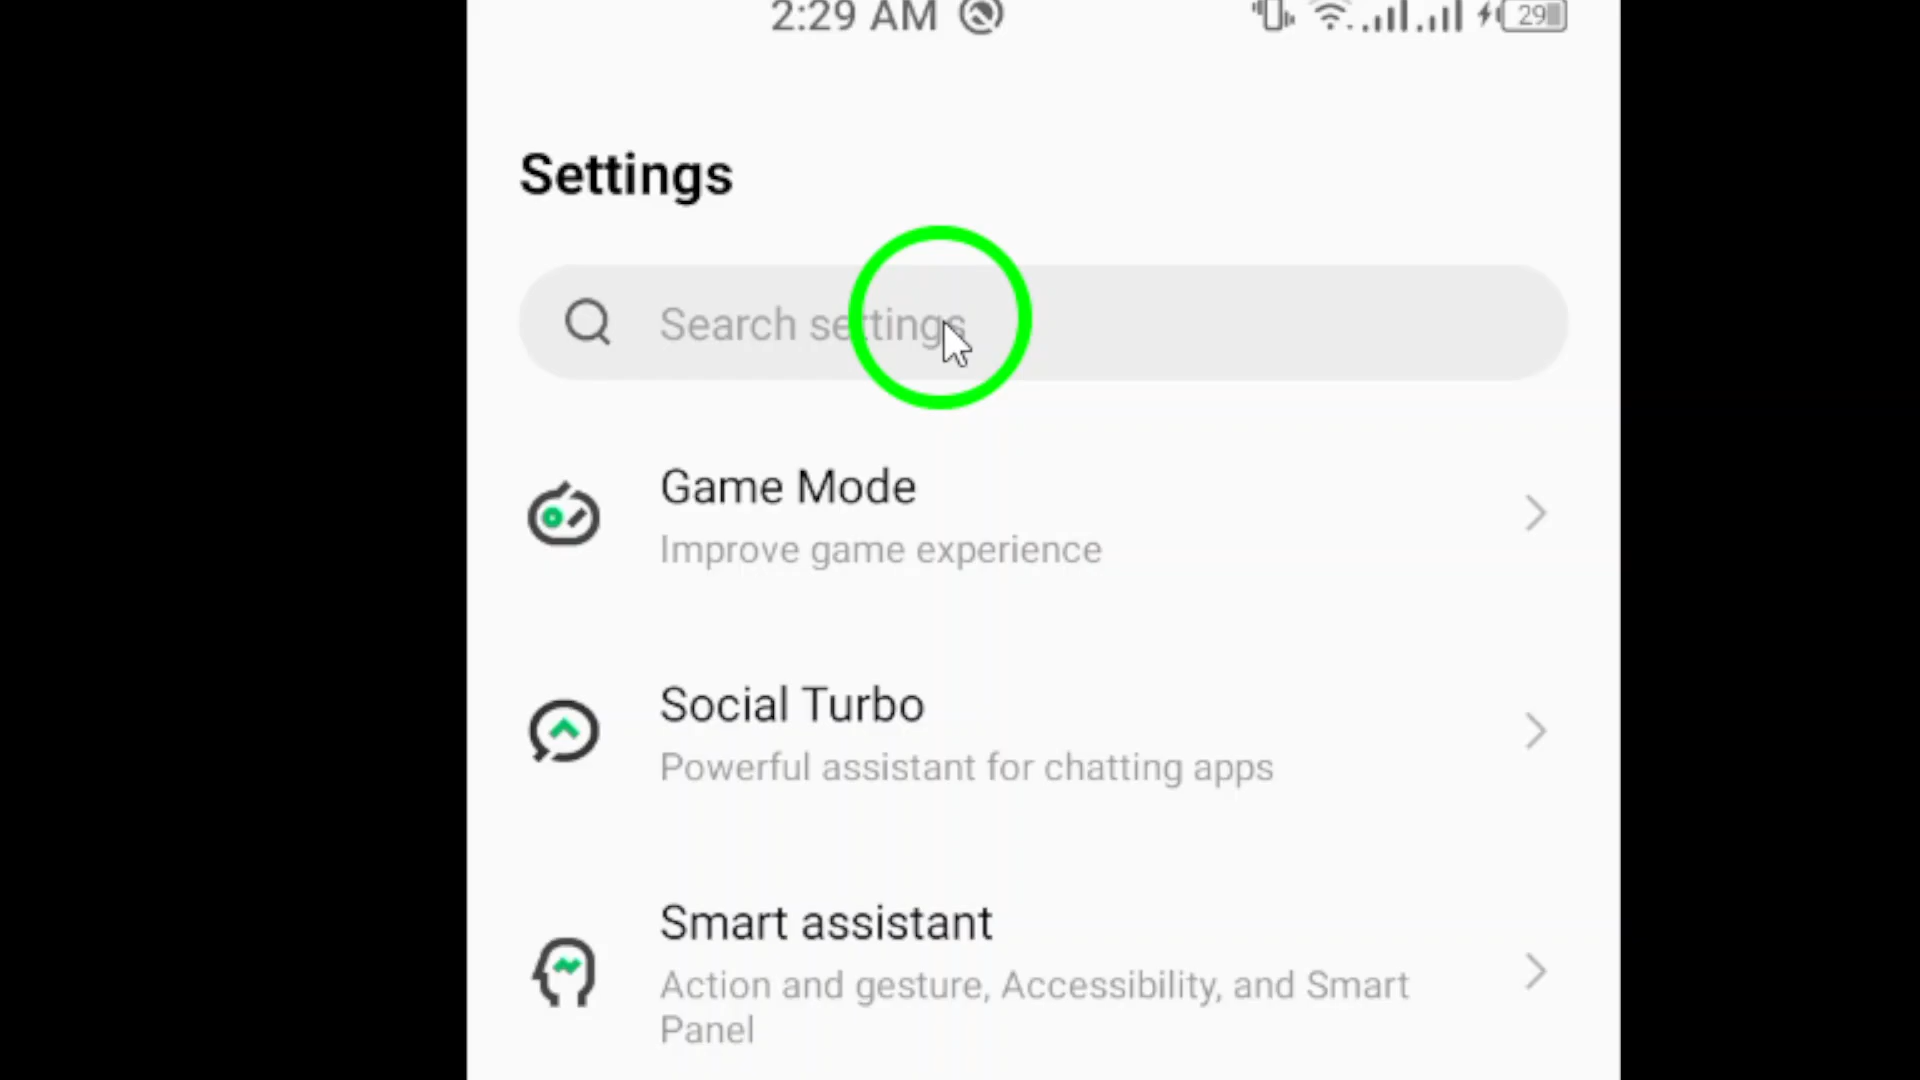 2:29 AM
29
Settings
Search settings
Game Mode
Improve game experience
Social Turbo
Powerful assistant for chatting apps
Smart assistant
Action and gesture, Accessibility, and Smart
Panel